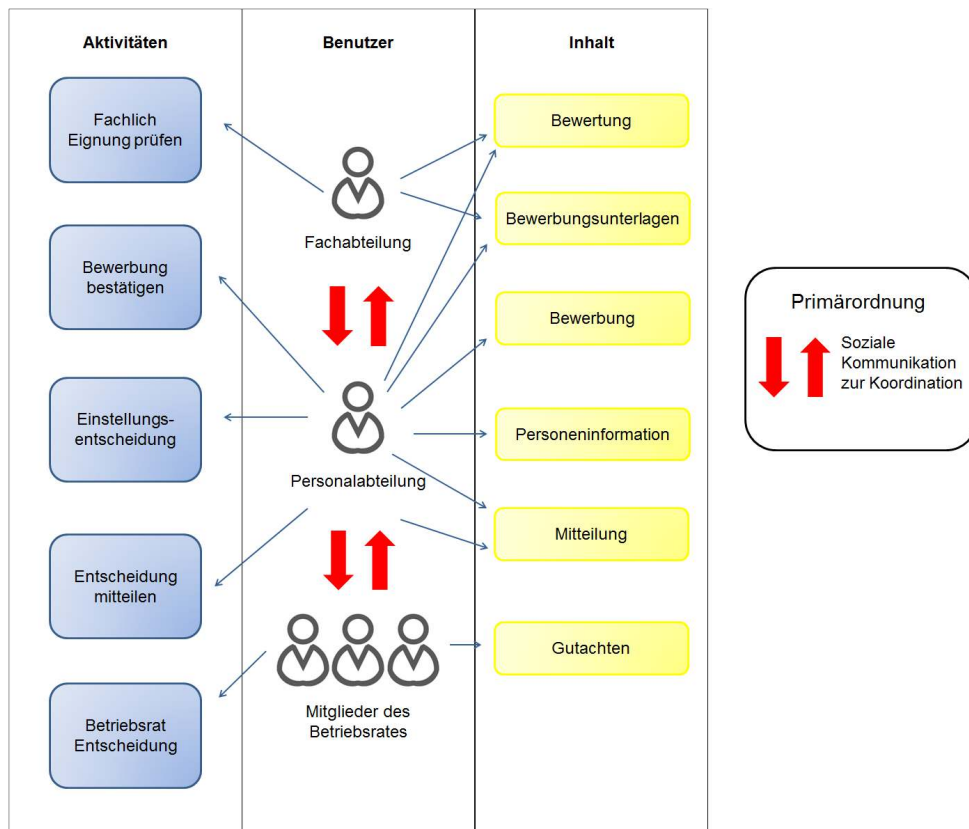 Aktivitäten
Fachlich
Eignung prüfen
Bewerbung
bestätigen
Einstellungs-
entscheidung
Entscheidung
mitteilen
Betriebsrat
Entscheidung
Benutzer
Fachabteilung
Personalabteilung
Mitglieder des
Betriebsrates
Inhalt
Bewertung
Bewerbungsunterlagen
Bewerbung
Personeninformation
Mitteilung
Gutachten
Primärordnung
Soziale
Kommunikation
zur Koordination